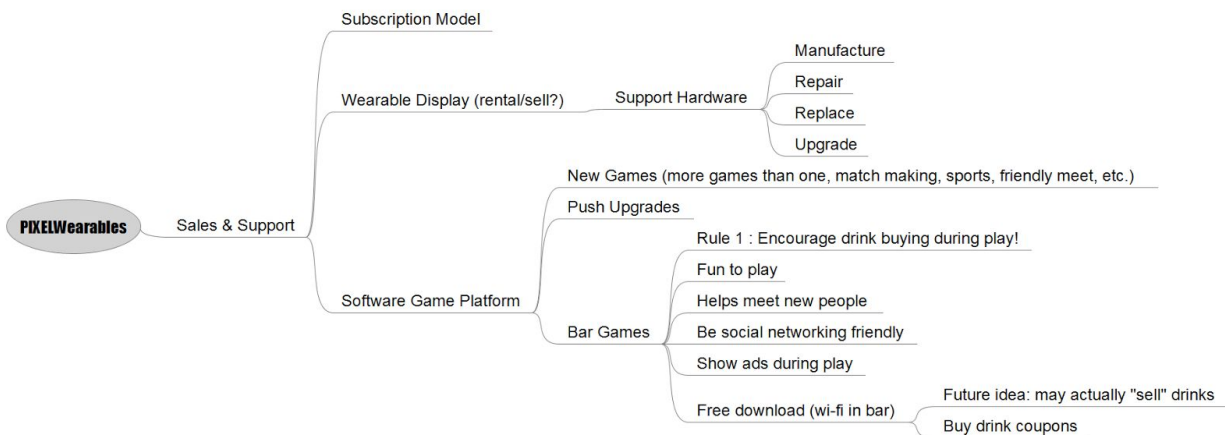 PIXELWearables
Sales & Support
Subscription Model
Wearable Display (rental/sell?)
Support Hardware
Manufacture
Repair
Replace
Upgrade
Software Game Platform
New Games (more games than one, match making, sports, friendly meet, etc.)
Push Upgrades
Bar Games
Rule 1 : Encourage drink buying during play!
Fun to play
Helps meet new people
Be social networking friendly
Show ads during play
Free download (wi-fi in bar)
Future idea: may actually "sell" drinks
Buy drink coupons